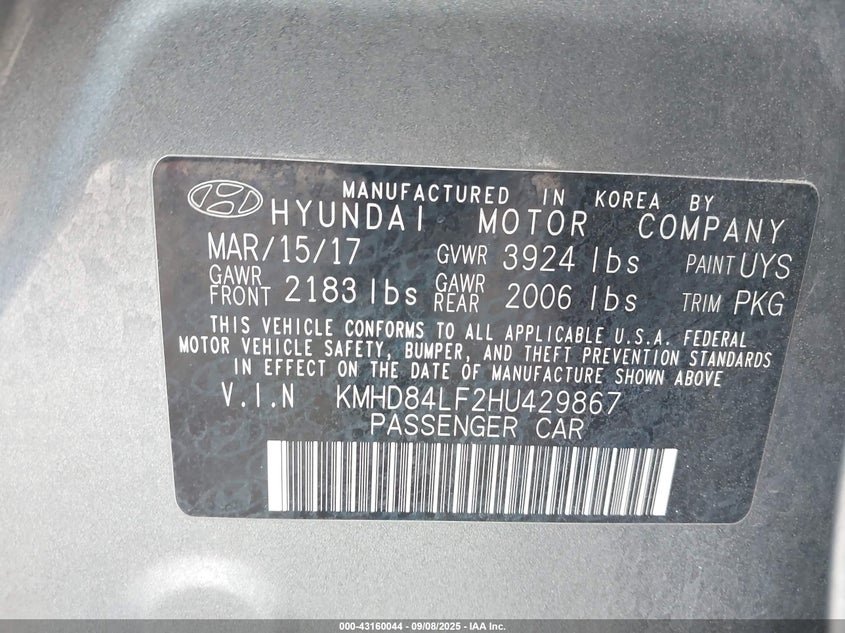 MANUFACTURED IN KOREA BY
HYUNDAI MOTOR COMPANY
MAR/15/17 GVWR 3924 lbs PAINT UYS
GAWR FRONT 2183 lbs GAWR REAR 2006 lbs TRIM PKG
THIS VEHICLE CONFORMS TO ALL APPLICABLE U.S.A. FEDERAL
MOTOR VEHICLE SAFETY, BUMPER, AND THEFT PREVENTION STANDARDS
IN EFFECT ON THE DATE OF MANUFACTURE SHOWN ABOVE
V.I.N KMHD84LF2HU429867
PASSENGER CAR
000-43160044 - 09/08/2025 - IAA Inc.